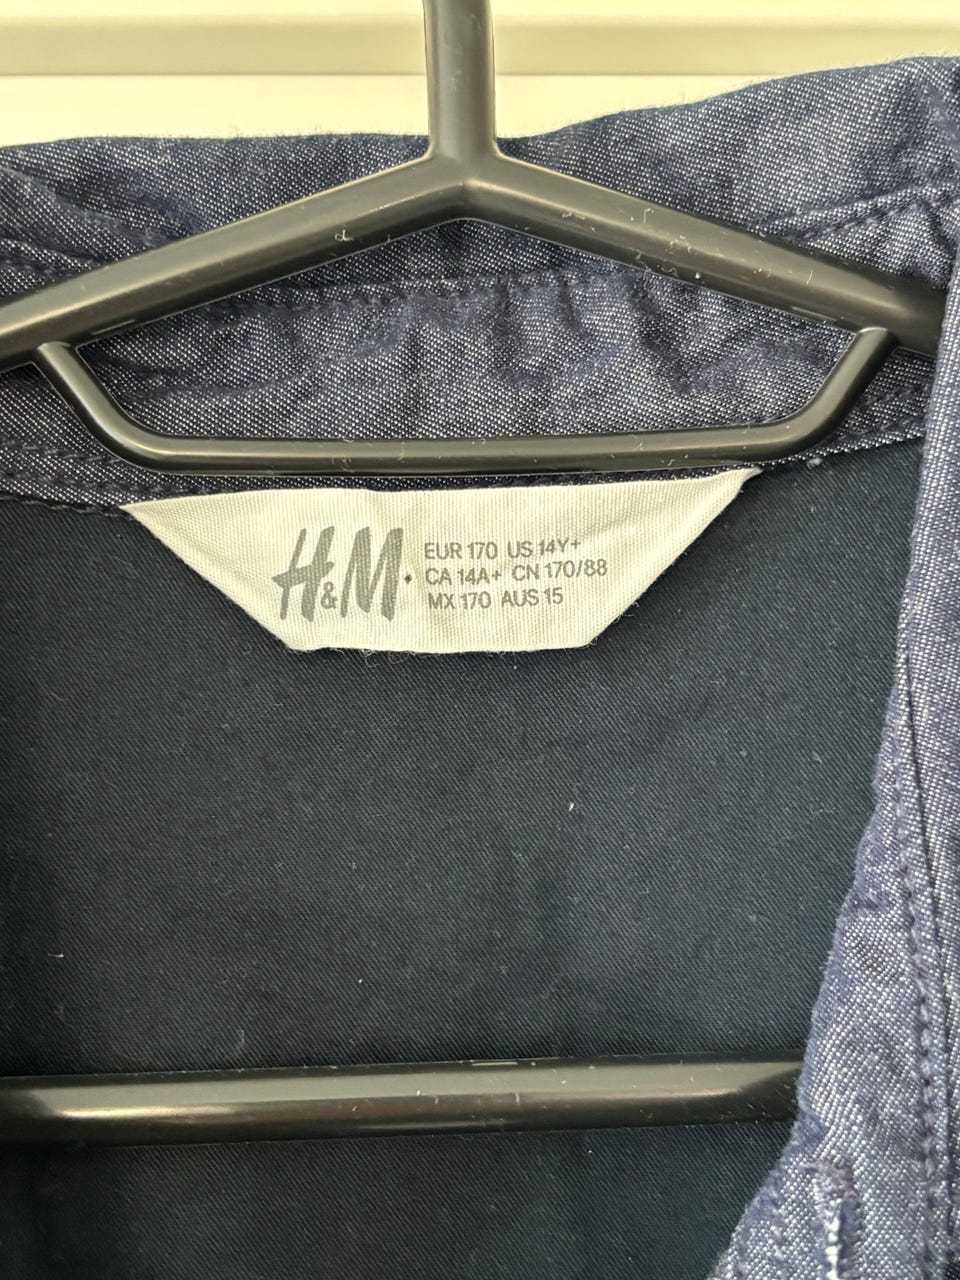 H&M
EUR 170 US 14Y+
CA 14A+ CN 170/88
MX 170 AUS 15